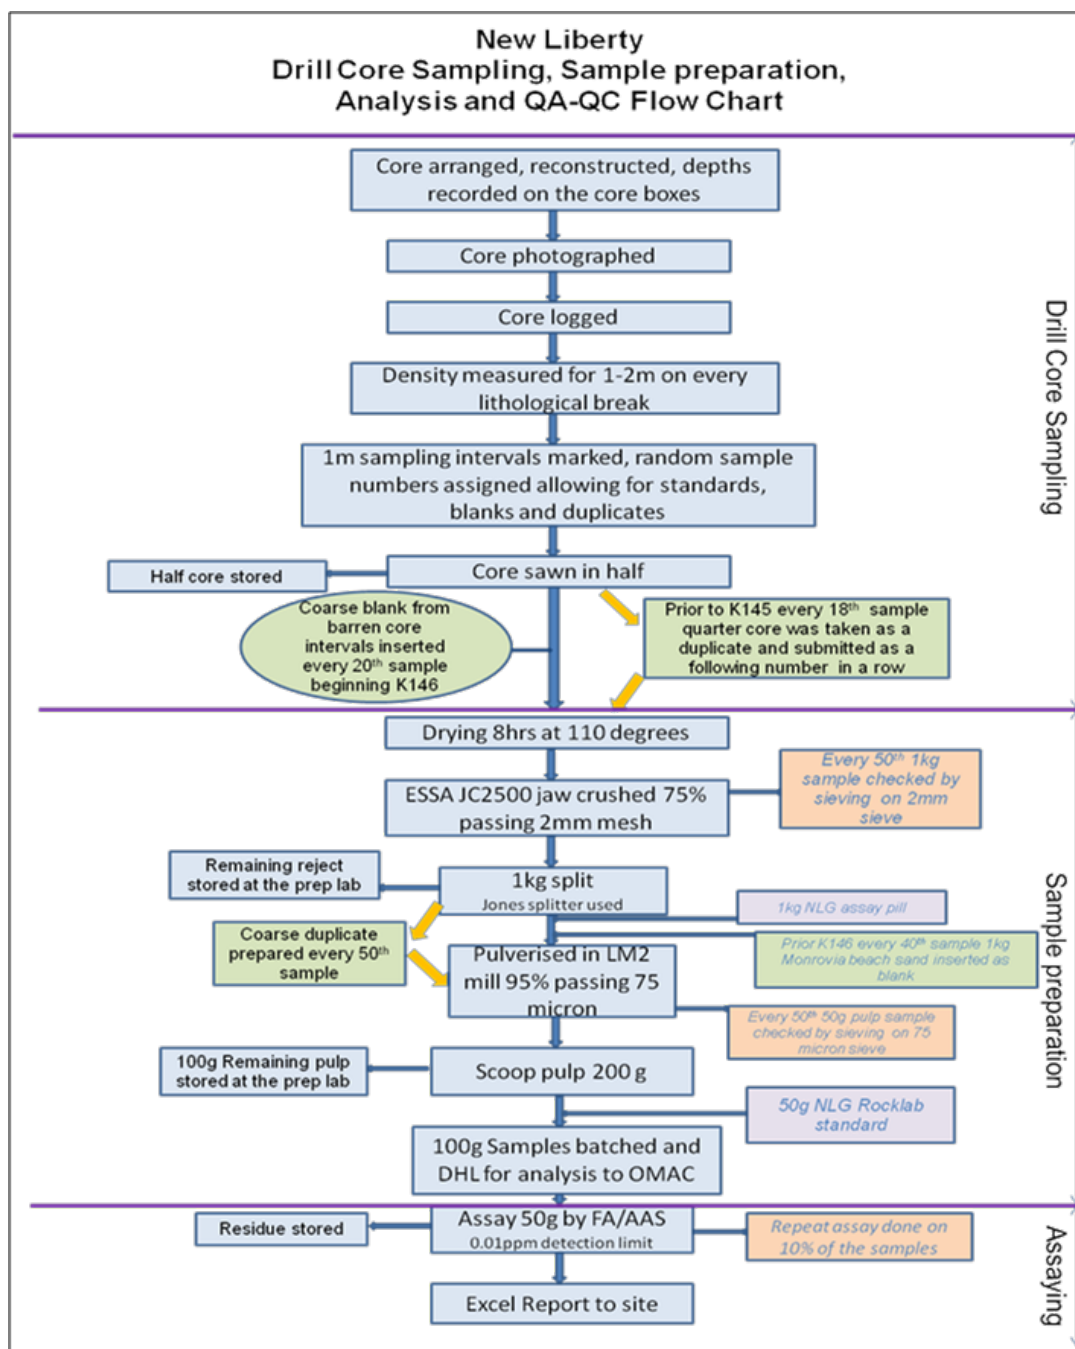 New Liberty
Drill Core Sampling, Sample preparation,
Analysis and QA-QC Flow Chart
Core arranged, reconstructed, depths
recorded on the core boxes
Core photographed
Core logged
Density measured for 1-2m on every
lithological break
1m sampling intervals marked, random sample
numbers assigned allowing for standards,
blanks and duplicates
Half core stored
Core sawn in half
Coarse blank from
barren core
intervals inserted
every 20th sample
beginning K146
Prior to K145 every 18th sample
quarter core was taken as a
duplicate and submitted as a
following number in a row
Drill Core Sampling
Drying 8hrs at 110 degrees
ESSA JC2500 jaw crushed 75%
passing 2mm mesh
Every 50th 1kg
sample checked by
sieving on 2mm
sieve
Remaining reject
stored at the prep lab
1kg split
Jones splitter used
1kg NLG assay pill
Coarse duplicate
prepared every 50th
sample
Prior K146 every 40th sample 1kg
Monrovia beach sand inserted as
blank
Pulverised in LM2
mill 95% passing 75
micron
Every 50th 50g pulp sample
checked by sieving on 75
micron sieve
100g Remaining pulp
stored at the prep lab
Scoop pulp 200 g
50g NLG Rocklab
standard
100g Samples batched and
DHL for analysis to OMAC
Sample preparation
Residue stored
Assay 50g by FA/AAS
0.01ppm detection limit
Repeat assay done on
10% of the samples
Excel Report to site
Assaying